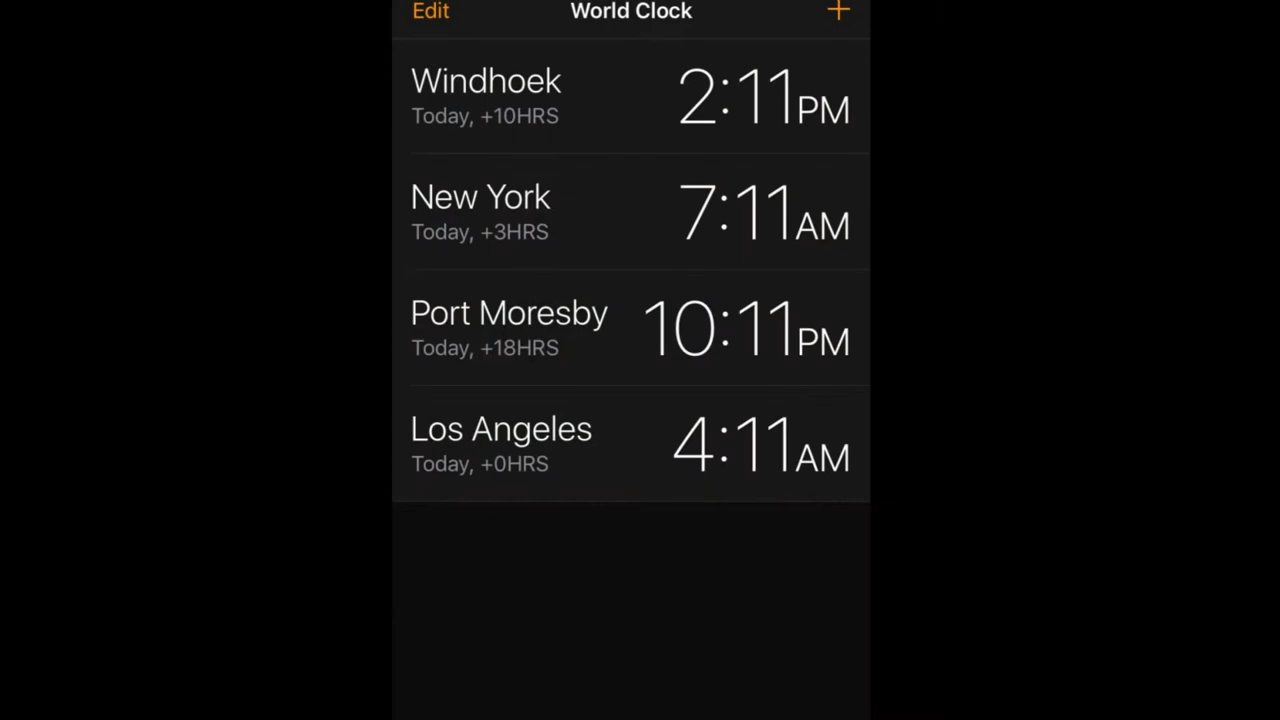 Edit World Clock +
Windhoek 2:11PM
Today, +10HRS
New York 7:11AM
Today, +3HRS
Port Moresby 10:11PM
Today, +18HRS
Los Angeles 4:11AM
Today, +0HRS